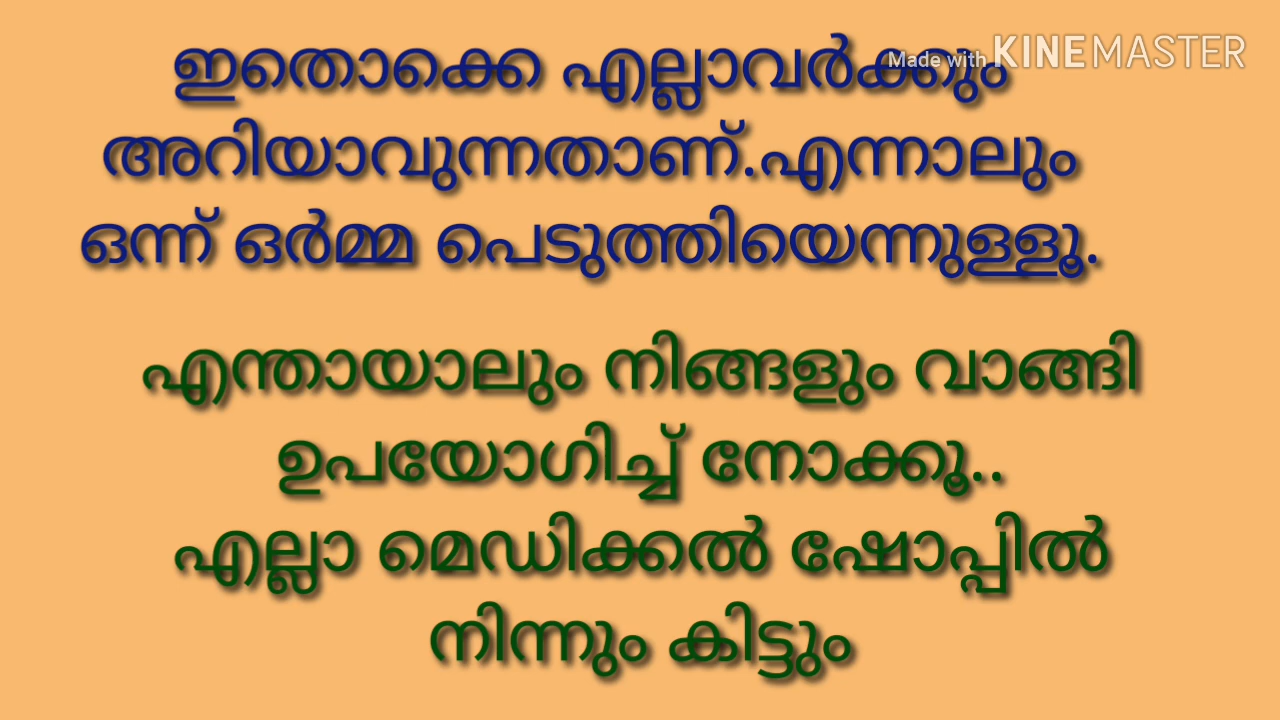 ഇതൊക്കെ എല്ലാവർക്കും
Made with KINEMASTER
അറിയാവുന്നതാണ്.എന്നാലും
ഒന്ന് ഒർമ്മ പെടുത്തിയെന്നുള്ളൂ.
എന്തായാലും നിങ്ങളും വാങ്ങി
ഉപയോഗിച്ച് നോക്കൂ..
എല്ലാ മെഡിക്കൽ ഷോപ്പിൽ
നിന്നും കിട്ടും